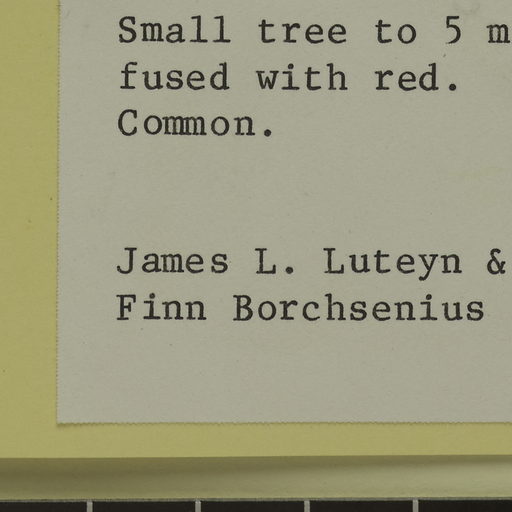 Small tree to 5 m
fused with red.
Common.
James L. Luteyn &
Finn Borchsenius